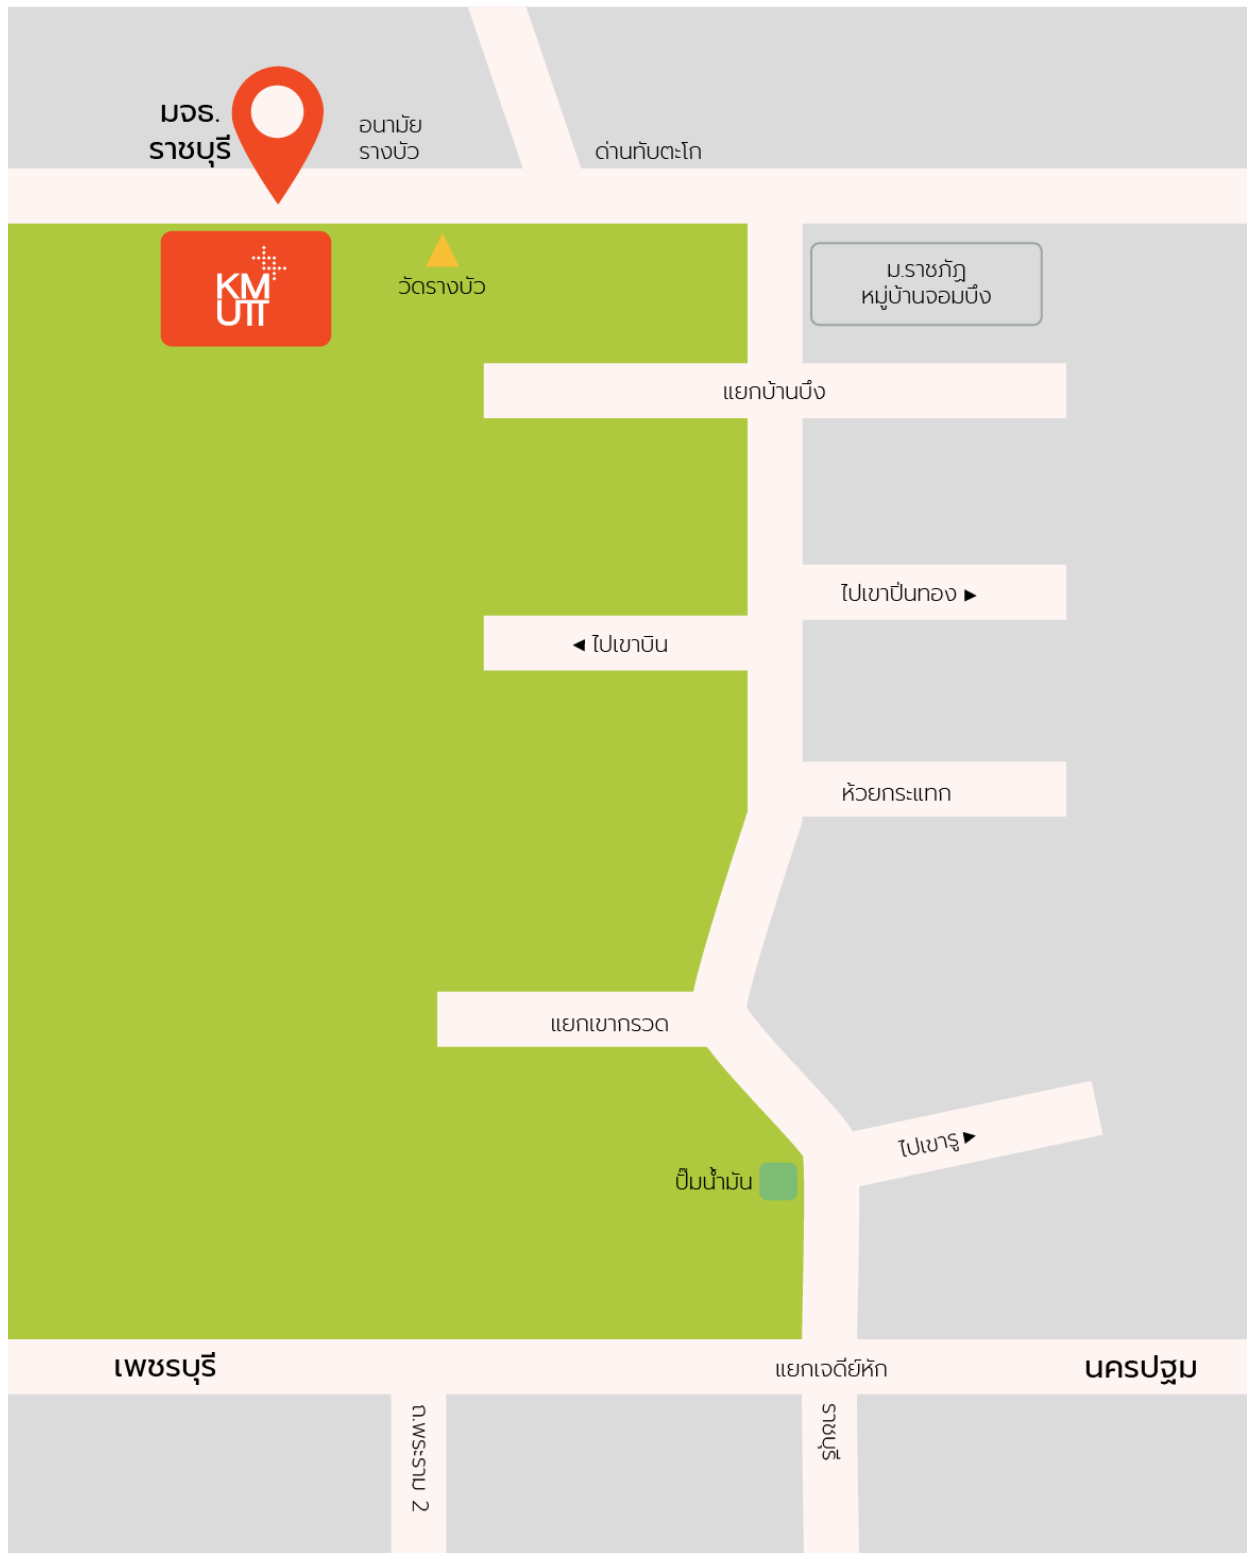 มจธ.
ราชบุรี
อนามัย
รางบัว
ด่านทับตะโก
KM
UTT
วัดรางบัว
ม.ราชภัฏ
หมู่บ้านจอมบึง
แยกบ้านบึง
ไปเขาปิ่นทอง ►
◄ ไปเขาบิน
ห้วยกระแทก
แยกเขากรวด
ไปเขารู ►
ปั๊มน้ำมัน
เพชรบุรี
แยกเจดีย์หัก
นครปฐม
ถ.พระราม 2
ราชบุรี